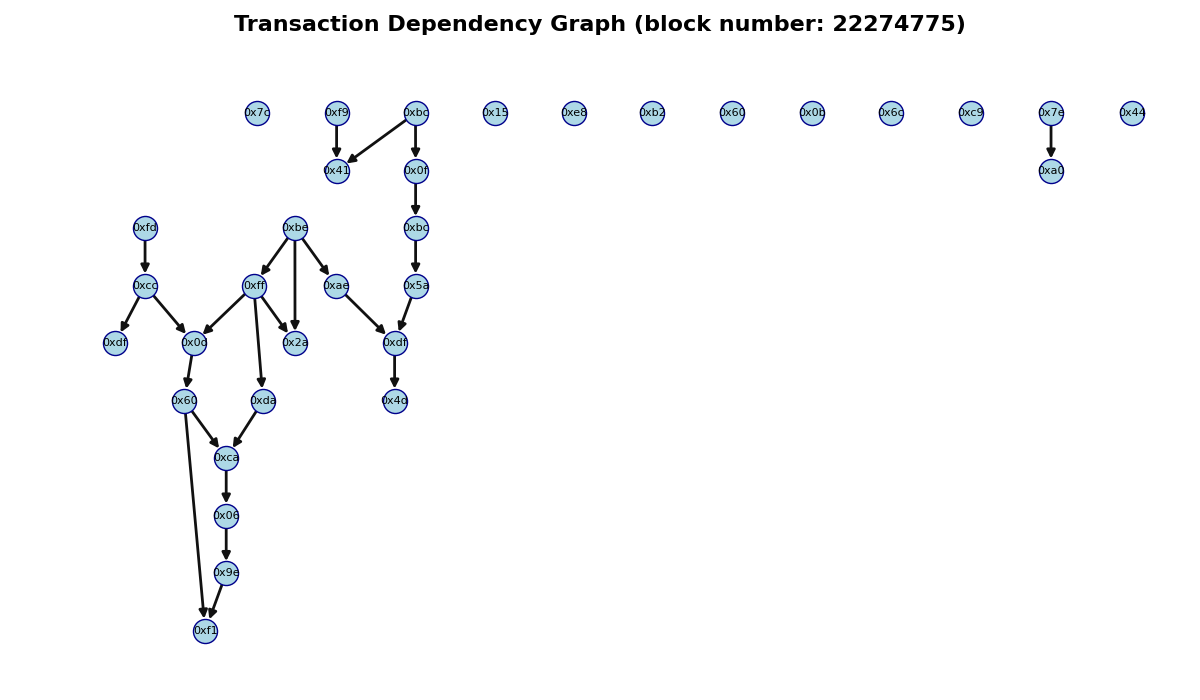 Transaction Dependency Graph (block number: 22274775)
0x7c 0xf9 0xbc 0x15 0xe8 0xb2 0x60 0x0b 0x6c 0xc9 0x7e 0x44
0x41 0x0f 0xa0
0xfd 0xbe 0xbc
0xcc 0xff 0xae 0x5a
0xdf 0x0d 0x2a 0xdf
0x60 0xda 0x4d
0xca
0x06
0x9e
0xf1